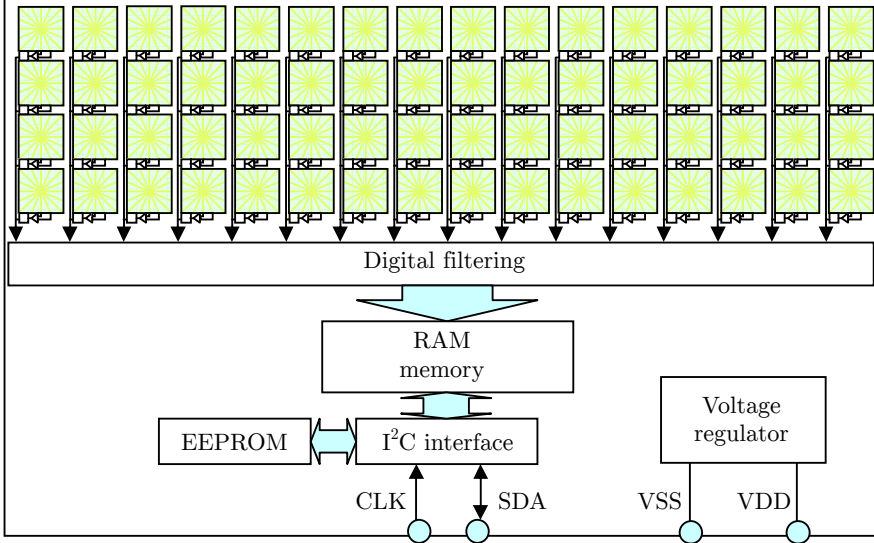 Digital filtering
RAM
memory
EEPROM
I²C interface
Voltage
regulator
CLK
SDA
VSS
VDD